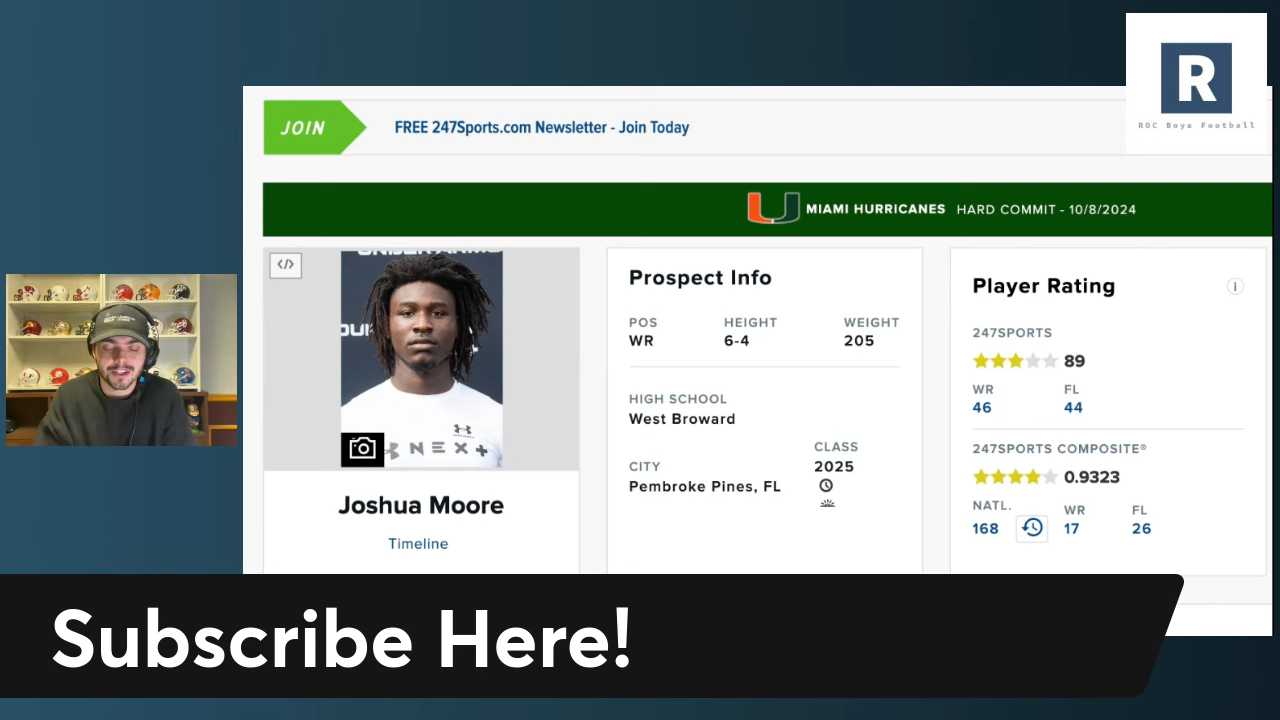 R
ROC Boys Football
JOIN
FREE 247Sports.com Newsletter - Join Today
MIAMI HURRICANES HARD COMMIT - 10/8/2024
</>
NEXT
Joshua Moore
Timeline
Prospect Info
POS HEIGHT WEIGHT
WR 6-4 205
HIGH SCHOOL
West Broward
CLASS
2025
CITY
Pembroke Pines, FL
Player Rating
i
247SPORTS
89
WR FL
46 44
247SPORTS COMPOSITE®
0.9323
NATL. WR FL
168 17 26
Subscribe Here!